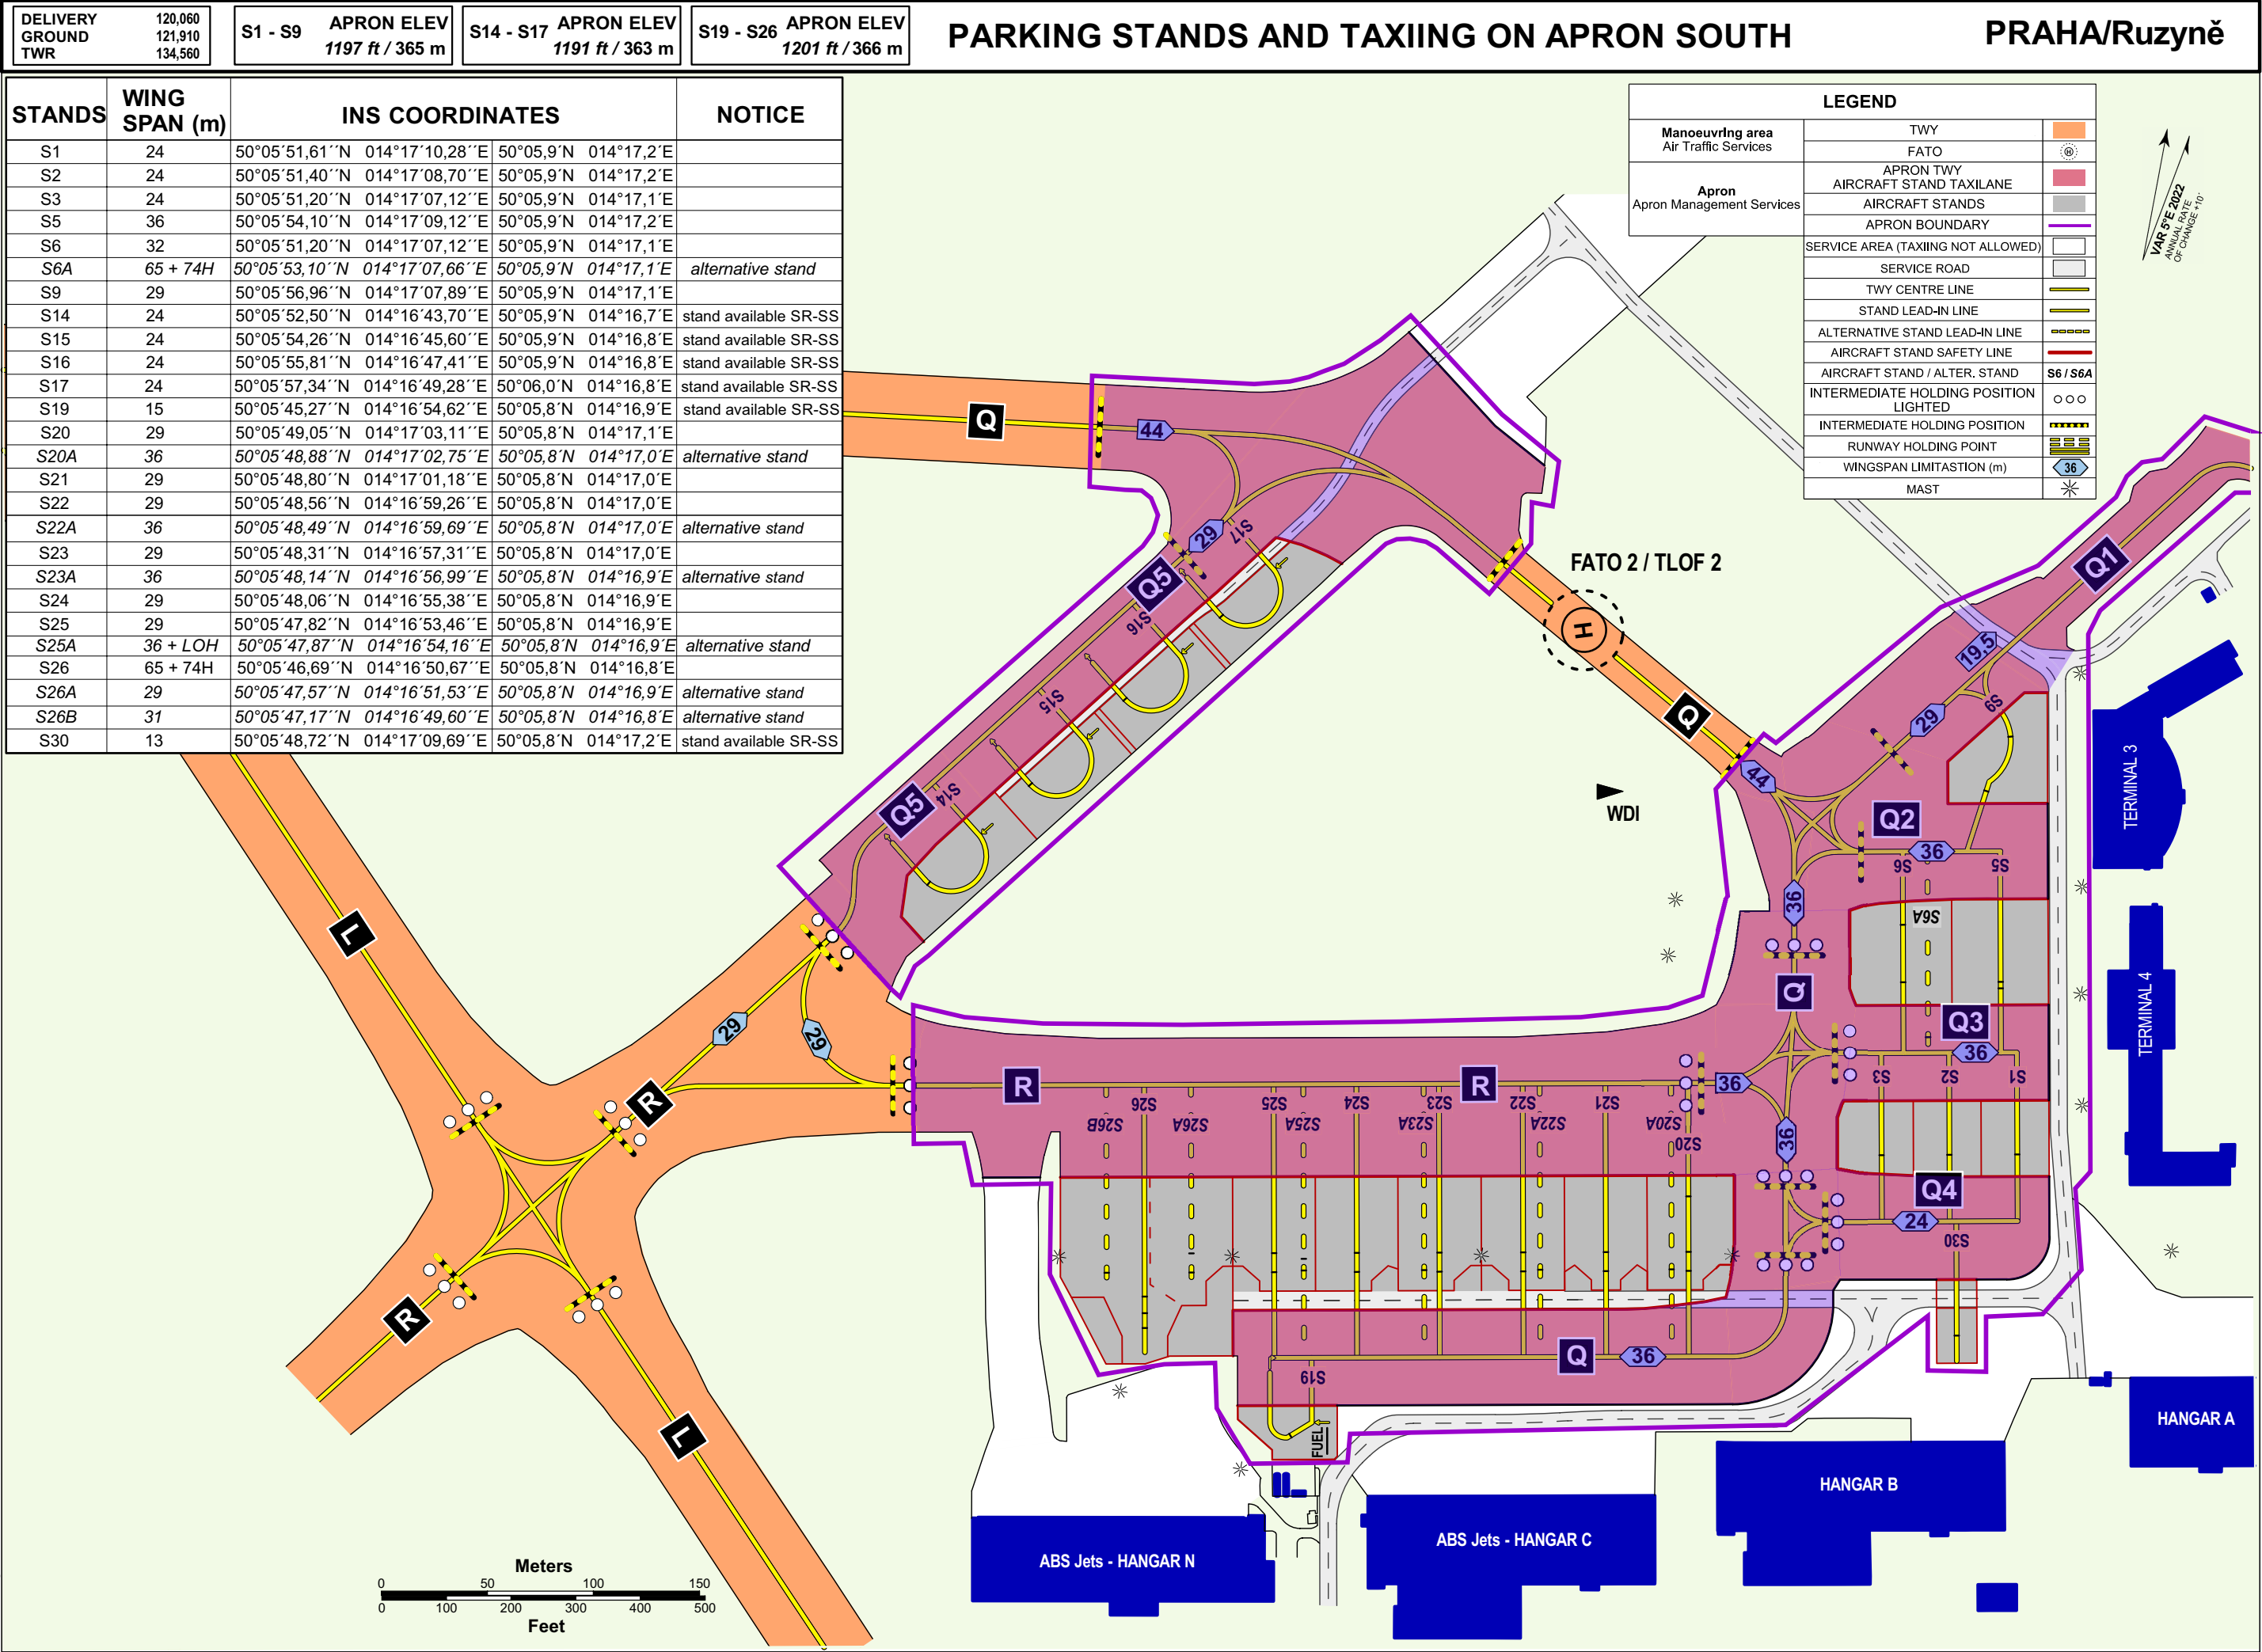 DELIVERY 120,060
GROUND 121,910
TWR 134,560
S1 - S9 APRON ELEV
1197 ft / 365 m
S14 - S17 APRON ELEV
1191 ft / 363 m
S19 - S26 APRON ELEV
1201 ft / 366 m
PARKING STANDS AND TAXIING ON APRON SOUTH
PRAHA/Ruzyně
STANDS WING SPAN (m) INS COORDINATES NOTICE
S1 24 50°05´51,61´´N 014°17´10,28´´E 50°05,9´N 014°17,2´E
S2 24 50°05´51,40´´N 014°17´08,70´´E 50°05,9´N 014°17,2´E
S3 24 50°05´51,20´´N 014°17´07,12´´E 50°05,9´N 014°17,1´E
S5 36 50°05´54,10´´N 014°17´09,12´´E 50°05,9´N 014°17,2´E
S6 32 50°05´51,20´´N 014°17´07,12´´E 50°05,9´N 014°17,1´E
S6A 65 + 74H 50°05´53,10´´N 014°17´07,66´´E 50°05,9´N 014°17,1´E alternative stand
S9 29 50°05´56,96´´N 014°17´07,89´´E 50°05,9´N 014°17,1´E
S14 24 50°05´52,50´´N 014°16´43,70´´E 50°05,9´N 014°16,7´E stand available SR-SS
S15 24 50°05´54,26´´N 014°16´45,60´´E 50°05,9´N 014°16,8´E stand available SR-SS
S16 24 50°05´55,81´´N 014°16´47,41´´E 50°05,9´N 014°16,8´E stand available SR-SS
S17 24 50°05´57,34´´N 014°16´49,28´´E 50°06,0´N 014°16,8´E stand available SR-SS
S19 15 50°05´45,27´´N 014°16´54,62´´E 50°05,8´N 014°16,9´E stand available SR-SS
S20 29 50°05´49,05´´N 014°17´03,11´´E 50°05,8´N 014°17,1´E
S20A 36 50°05´48,88´´N 014°17´02,75´´E 50°05,8´N 014°17,0´E alternative stand
S21 29 50°05´48,80´´N 014°17´01,18´´E 50°05,8´N 014°17,0´E
S22 29 50°05´48,56´´N 014°16´59,26´´E 50°05,8´N 014°17,0´E
S22A 36 50°05´48,49´´N 014°16´59,69´´E 50°05,8´N 014°17,0´E alternative stand
S23 29 50°05´48,31´´N 014°16´57,31´´E 50°05,8´N 014°17,0´E
S23A 36 50°05´48,14´´N 014°16´56,99´´E 50°05,8´N 014°16,9´E alternative stand
S24 29 50°05´48,06´´N 014°16´55,38´´E 50°05,8´N 014°16,9´E
S25 29 50°05´47,82´´N 014°16´53,46´´E 50°05,8´N 014°16,9´E
S25A 36 + LOH 50°05´47,87´´N 014°16´54,16´´E 50°05,8´N 014°16,9´E alternative stand
S26 65 + 74H 50°05´46,69´´N 014°16´50,67´´E 50°05,8´N 014°16,8´E
S26A 29 50°05´47,57´´N 014°16´51,53´´E 50°05,8´N 014°16,9´E alternative stand
S26B 31 50°05´47,17´´N 014°16´49,60´´E 50°05,8´N 014°16,8´E alternative stand
S30 13 50°05´48,72´´N 014°17´09,69´´E 50°05,8´N 014°17,2´E stand available SR-SS
LEGEND
Manoeuvring area
Air Traffic Services
TWY
FATO
H
Apron
Apron Management Services
APRON TWY
AIRCRAFT STAND TAXILANE
AIRCRAFT STANDS
APRON BOUNDARY
SERVICE AREA (TAXIING NOT ALLOWED)
SERVICE ROAD
TWY CENTRE LINE
STAND LEAD-IN LINE
ALTERNATIVE STAND LEAD-IN LINE
AIRCRAFT STAND SAFETY LINE
AIRCRAFT STAND / ALTER. STAND S6 / S6A
INTERMEDIATE HOLDING POSITION
LIGHTED
INTERMEDIATE HOLDING POSITION
RUNWAY HOLDING POINT
WINGSPAN LIMITASTION (m) 36
MAST
VAR 5°E 2022
ANNUAL RATE
OF CHANGE +10´
Q
44
29
S17
Q5
S16
S15
S14
Q5
FATO 2 / TLOF 2
H
Q
WDI
Q1
19,5
29
S9
44
Q2
36
S6
S5
S6A
36
Q
Q3
36
S3
S2
S1
36
36
Q4
24
S30
TERMINAL 3
TERMINAL 4
L
29
29
R
R
L
R
R
S26B
S26
S26A
S25
S25A
S24
S23A
S23
S22
S22A
S21
S20A
S20
Q
36
S19
FUEL
HANGAR A
HANGAR B
ABS Jets - HANGAR C
ABS Jets - HANGAR N
Meters
0 50 100 150
0 100 200 300 400 500
Feet